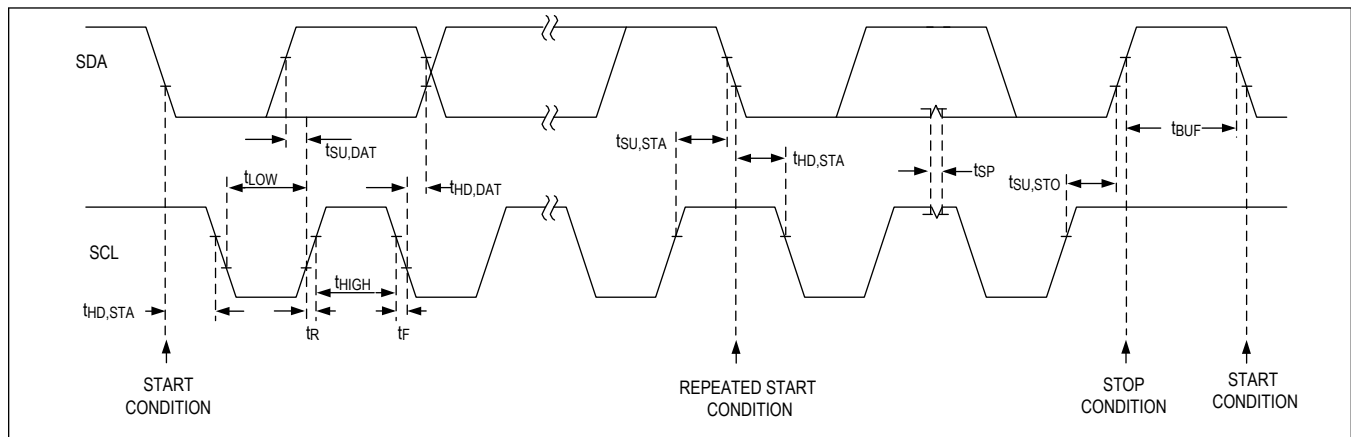 SDA
tSU,DAT
tSU,STA
tHD,STA
tSP
tBUF
tLOW
tHD,DAT
tSU,STO
SCL
tHIGH
tHD,STA
tR
tF
START
CONDITION
REPEATED START
CONDITION
STOP
CONDITION
START
CONDITION